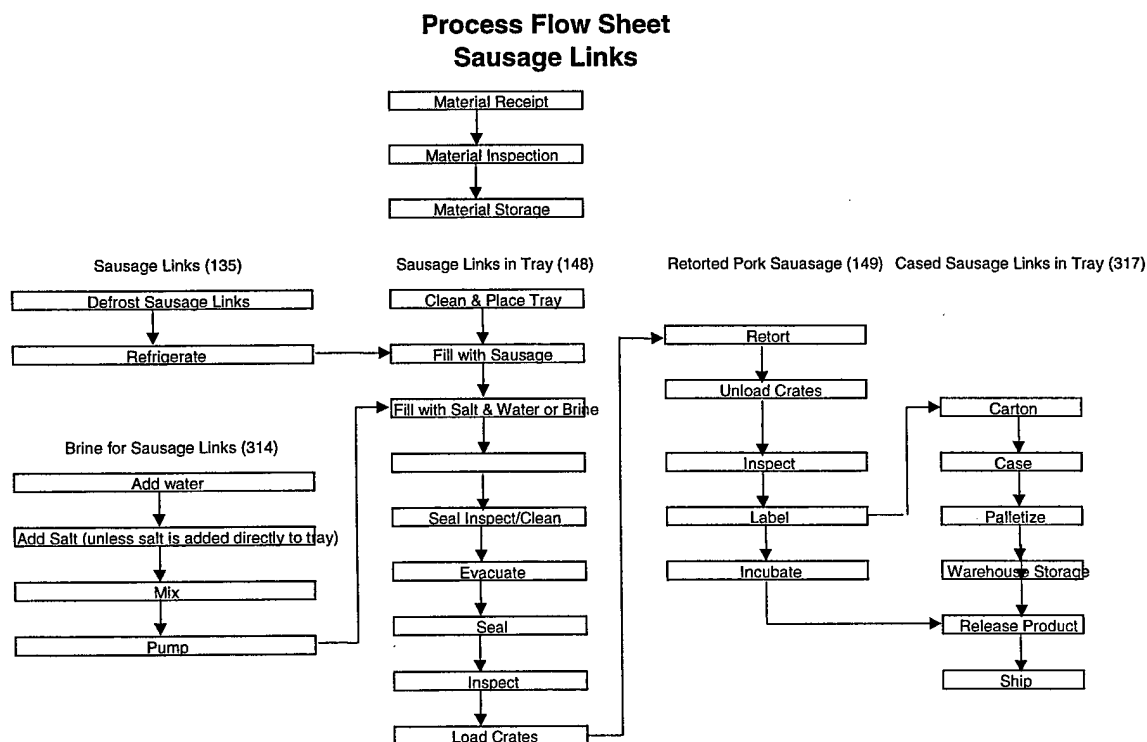 Process Flow Sheet
Sausage Links
Material Receipt
Material Inspection
Material Storage
Sausage Links (135)
Defrost Sausage Links
Refrigerate
Brine for Sausage Links (314)
Add water
Add Salt (unless salt is added directly to tray)
Mix
Pump
Sausage Links in Tray (148)
Clean & Place Tray
Fill with Sausage
Fill with Salt & Water or Brine
Seal Inspect/Clean
Evacuate
Seal
Inspect
Load Crates
Retorted Pork Sauasage (149)
Retort
Unload Crates
Inspect
Label
Incubate
Cased Sausage Links in Tray (317)
Carton
Case
Palletize
Warehouse Storage
Release Product
Ship